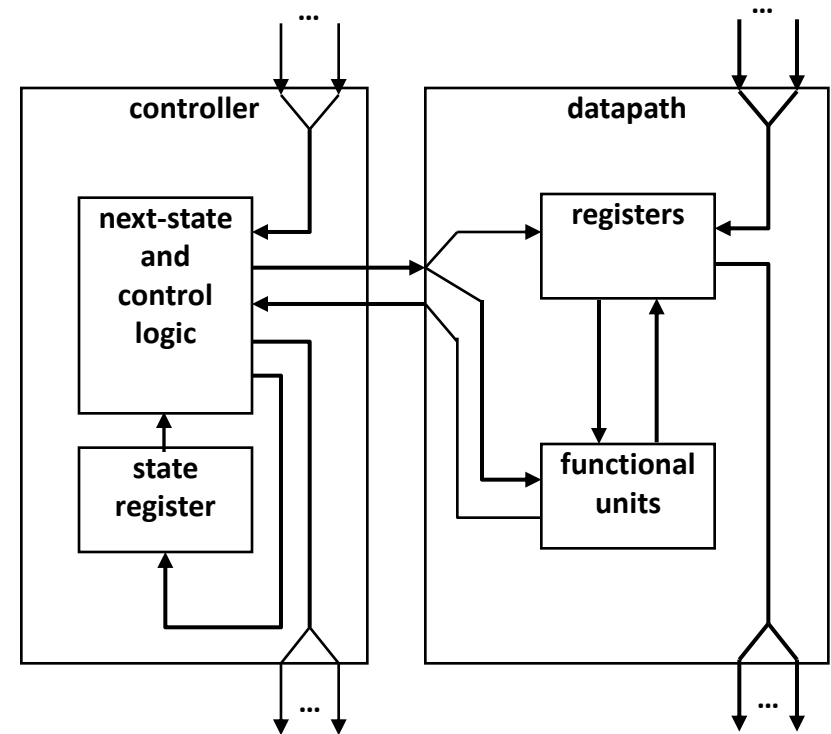 ...
...
controller
datapath
next-state
and
control
logic
registers
state
register
functional
units
...
...